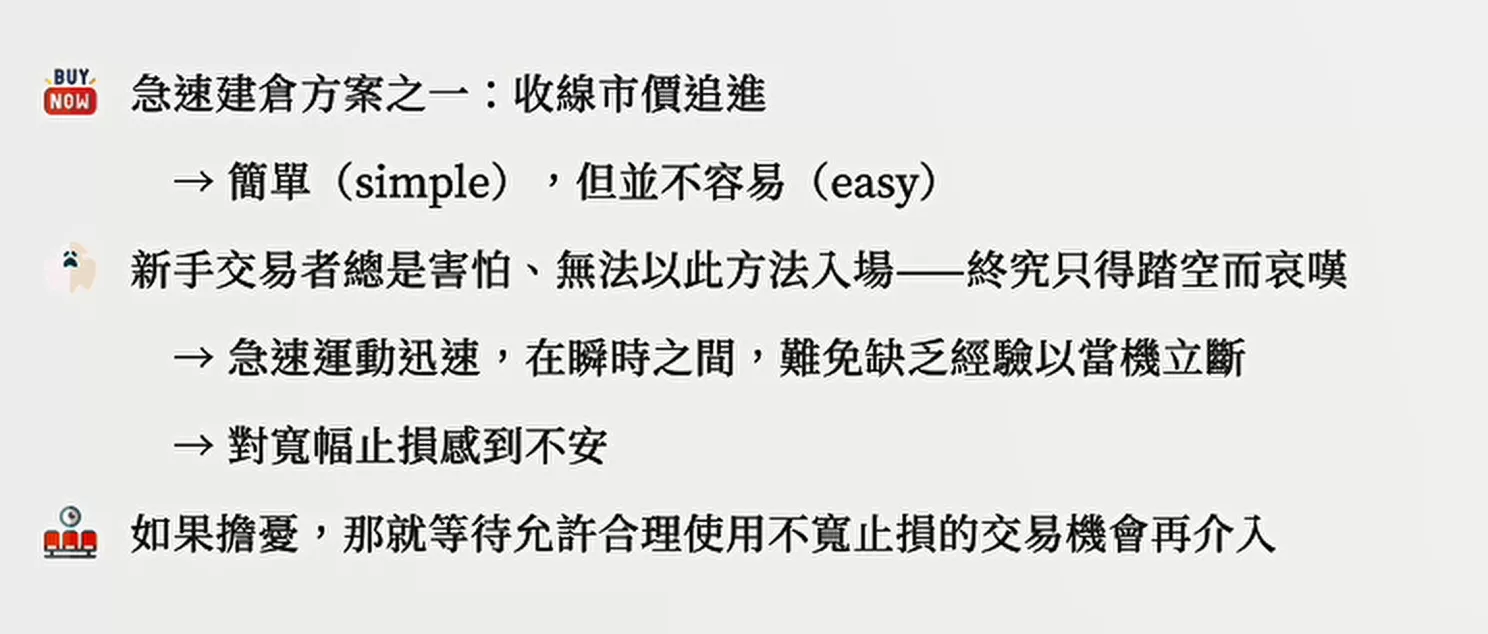 BUY
NOW
急速建倉方案之一：收線市價追進
→ 簡單（simple），但並不容易（easy）
新手交易者總是害怕、無法以此方法入場——終究只得踏空而哀嘆
→ 急速運動迅速，在瞬時之間，難免缺乏經驗以當機立斷
→ 對寬幅止損感到不安
如果擔憂，那就等待允許合理使用不寬止損的交易機會再介入